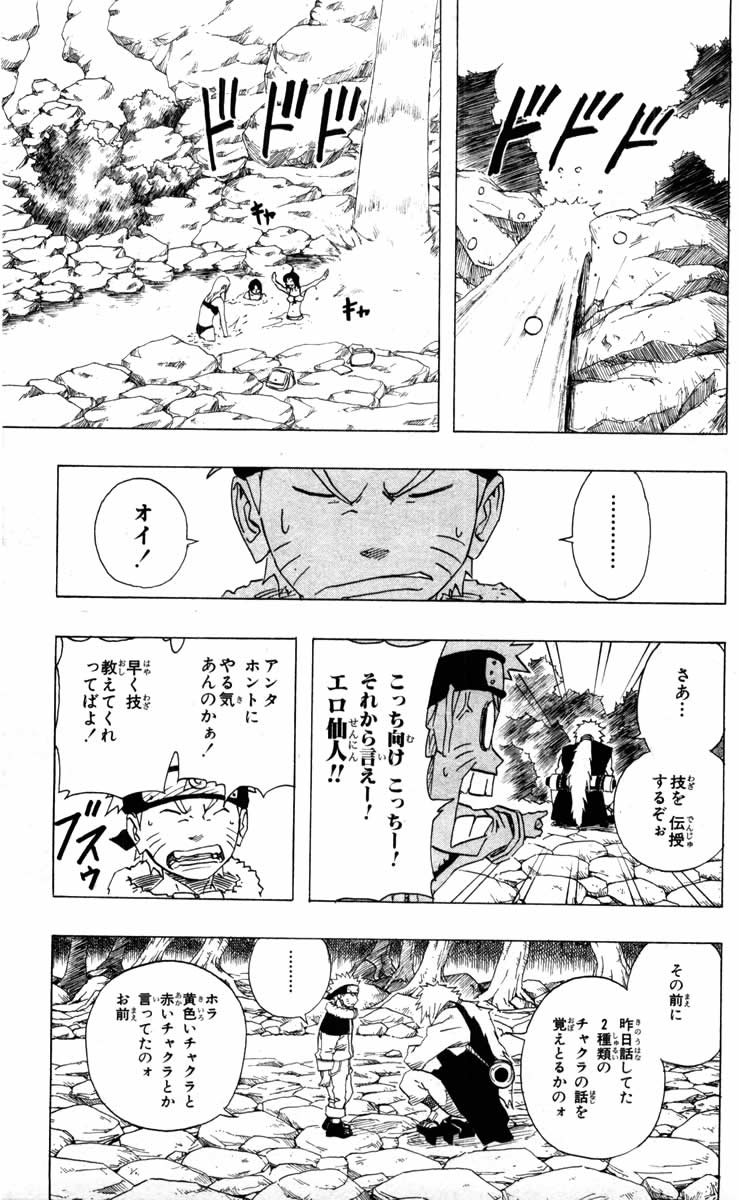 ドドド
ドドド
キャ
キャ
…………
オイ！
さあ…
技を伝授
するぞぉ
こっち向けこっちー！
それから言えー！
エロ仙人!!
アンタ
ホントに
やる気
あんのかぁ！
早く技
教えてくれ
ってばよ！
ブスゥ
その前に
昨日話してた
2種類の
チャクラの話を
覚えとるかのォ
………
ホラ
黄色いチャクラと
赤いチャクラとか
言ってたのォ
お前